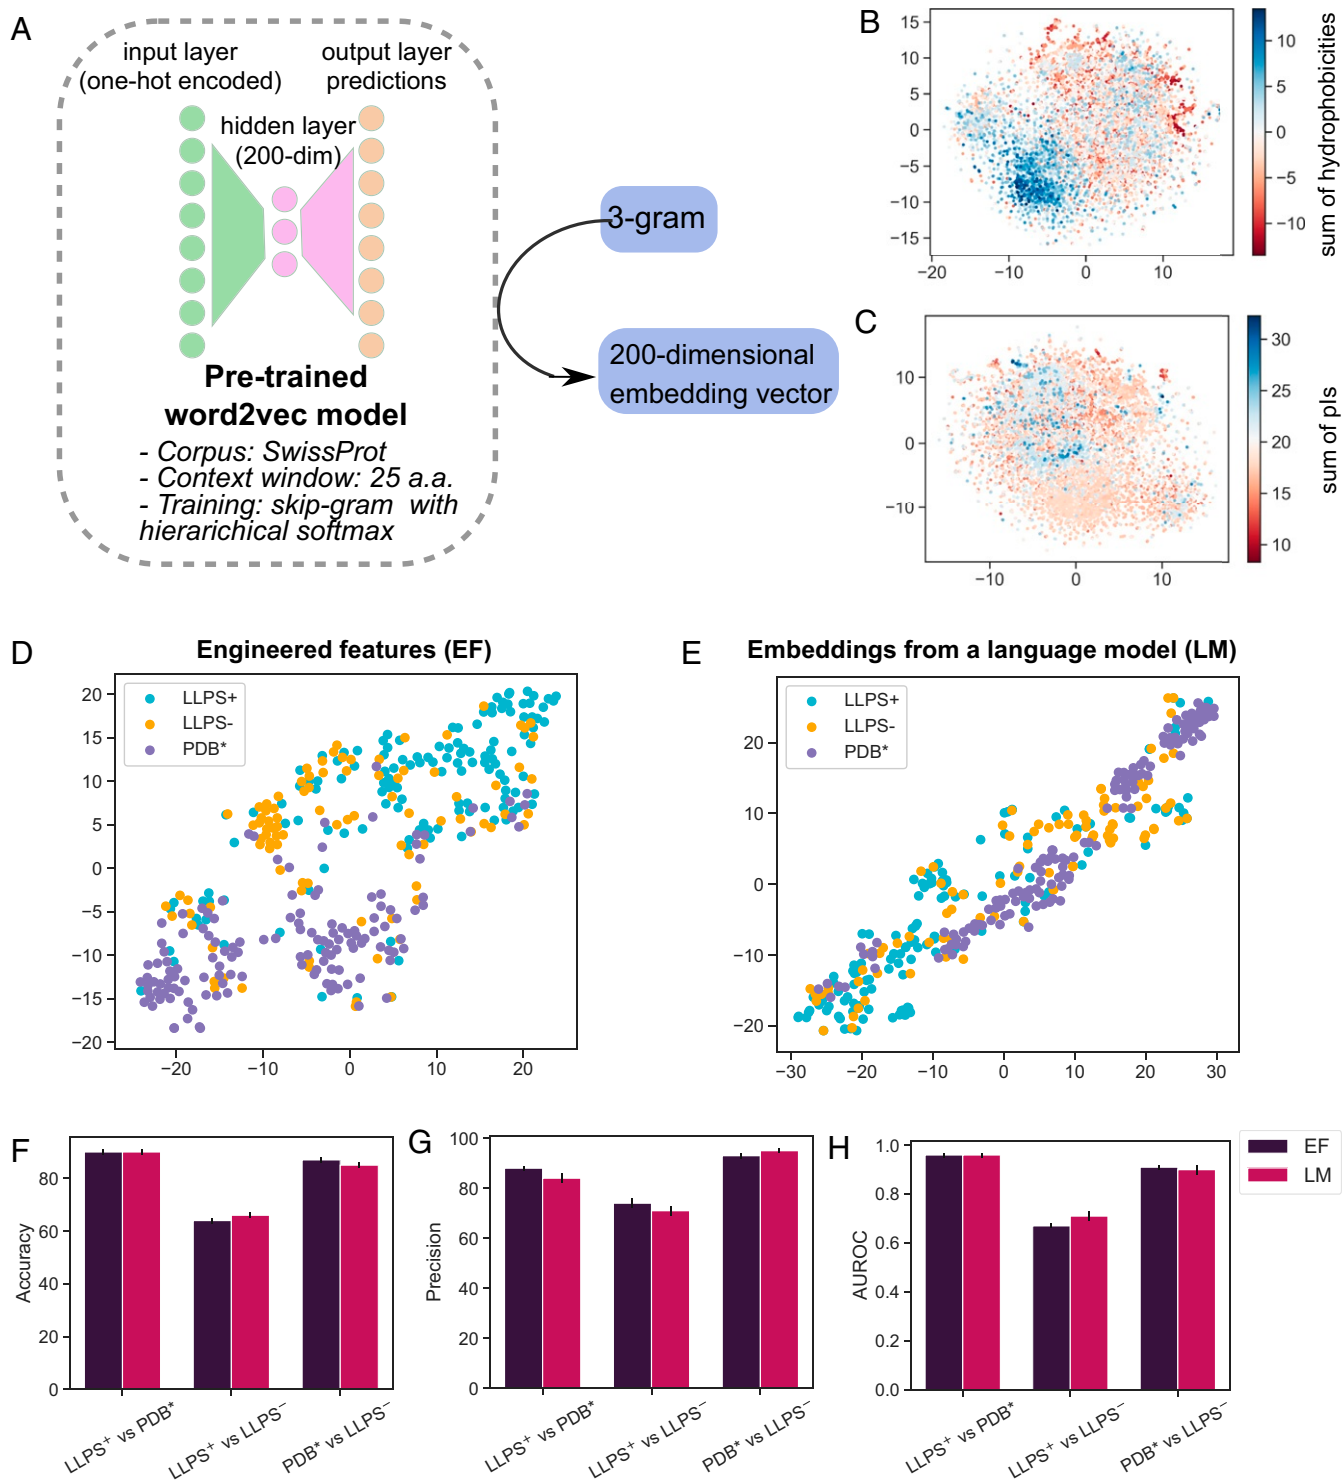 A
input layer
(one-hot encoded)
output layer
predictions
hidden layer
(200-dim)
Pre-trained
word2vec model
- Corpus: SwissProt
- Context window: 25 a.a.
- Training: skip-gram with
hierarchical softmax
3-gram
200-dimensional
embedding vector
B
15
10
5
0
−5
−10
−15
−20
−10
0
10
10
5
0
−5
−10
sum of hydrophobicities
C
10
0
−10
−10
0
10
30
25
20
15
10
sum of pIs
D
Engineered features (EF)
LLPS+
LLPS-
PDB*
20
15
10
5
0
−5
−10
−15
−20
−20
−10
0
10
20
E
Embeddings from a language model (LM)
LLPS+
LLPS-
PDB*
20
10
0
−10
−20
−30
−20
−10
0
10
20
30
F
Accuracy
80
60
40
20
0
LLPS⁺ vs PDB*
LLPS⁺ vs LLPS⁻
PDB* vs LLPS⁻
G
Precision
100
80
60
40
20
0
LLPS⁺ vs PDB*
LLPS⁺ vs LLPS⁻
PDB* vs LLPS⁻
H
AUROC
1.0
0.8
0.6
0.4
0.2
0.0
LLPS⁺ vs PDB*
LLPS⁺ vs LLPS⁻
PDB* vs LLPS⁻
EF
LM